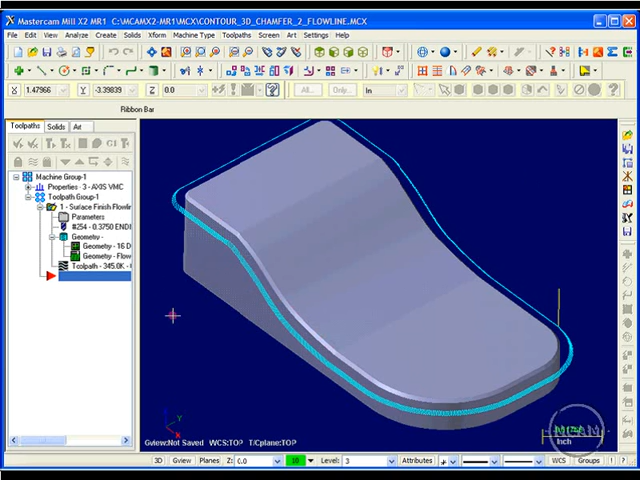 Mastercam Mill X2 MR1 C:\MCAMX2-MR1\MCX\CONTOUR_3D_CHAMFER_2_FLOWLINE.MCX
File Edit View Analyze Create Solids Xform Machine Type Toolpaths Screen Art Settings Help
X 1.47966 Y -3.39839 Z 0.0 All... Only... In
Ribbon Bar
Toolpaths Solids Art
G1
Machine Group-1
Properties - 3 - AXIS VMC
Toolpath Group-1
1 - Surface Finish Flowli
Parameters
#254 - 0.3750 ENDI
Geometry -
Geometry - 16 D
Geometry - Flow
Toolpath - 345.0K -
Y
X
Gview:Not Saved WCS:TOP T/Cplane:TOP
Inch
3D Gview Planes Z: 0.0 10 Level: 3 Attributes WCS Groups